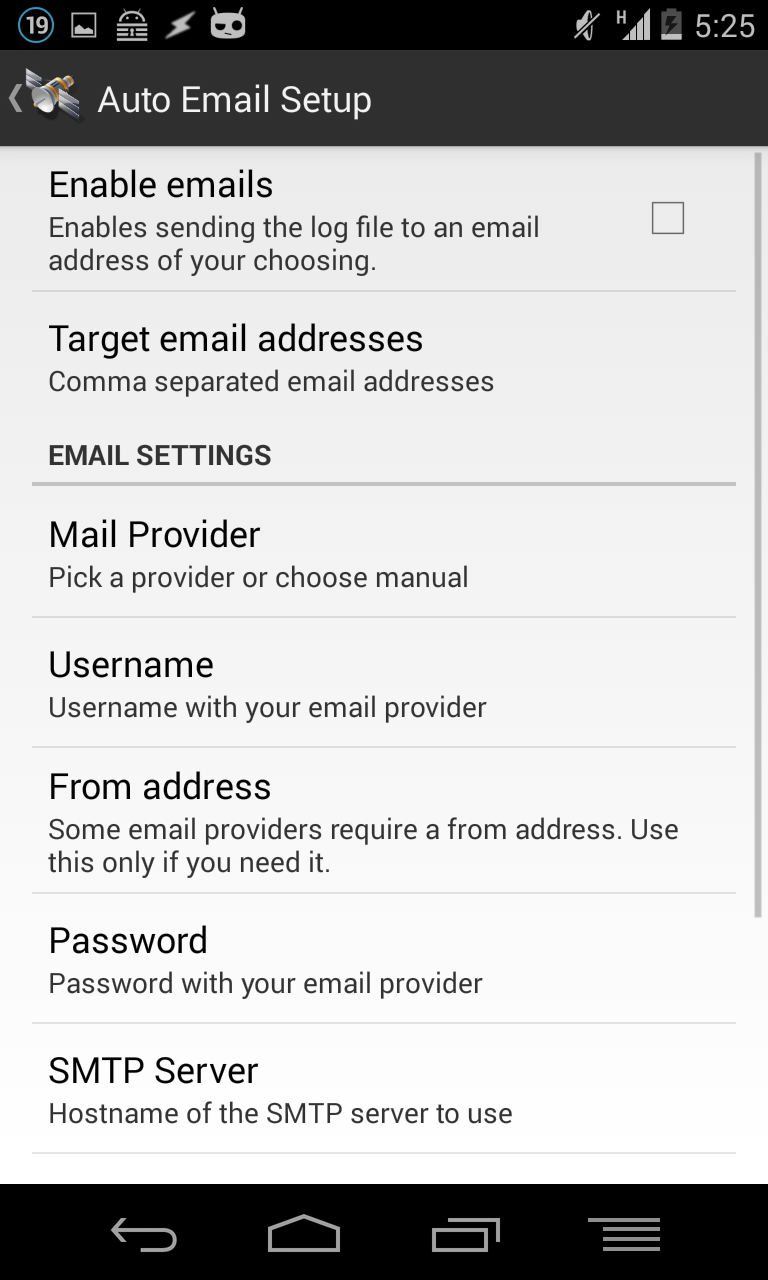 19 H 5:25
Auto Email Setup
Enable emails
Enables sending the log file to an email
address of your choosing.
Target email addresses
Comma separated email addresses
EMAIL SETTINGS
Mail Provider
Pick a provider or choose manual
Username
Username with your email provider
From address
Some email providers require a from address. Use
this only if you need it.
Password
Password with your email provider
SMTP Server
Hostname of the SMTP server to use